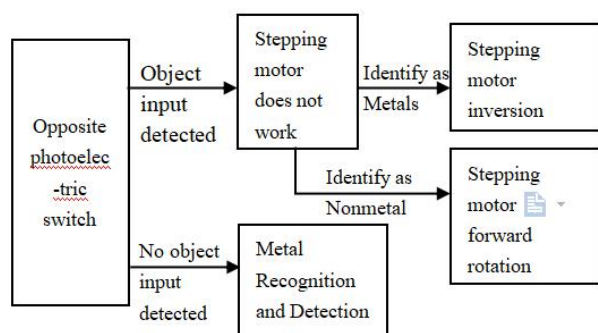 Opposite
photoelec
-tric
switch
Object
input
detected
Stepping
motor
does not
work
Identify as
Metals
Stepping
motor
inversion
Identify as
Nonmetal
Stepping
motor
forward
rotation
No object
input
detected
Metal
Recognition
and Detection